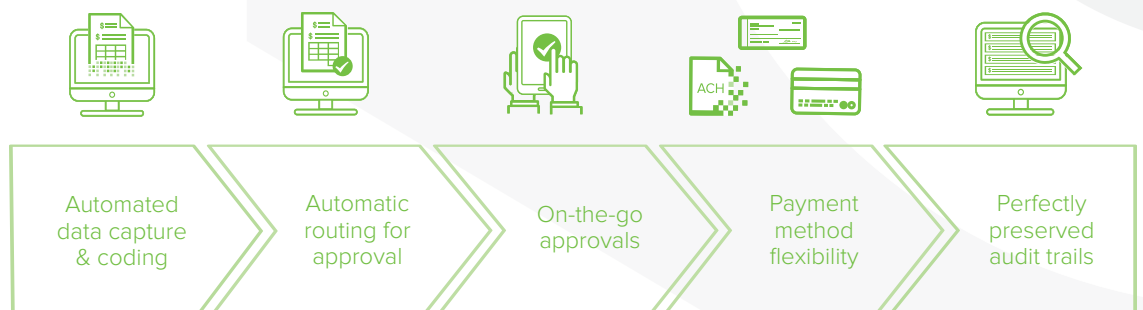 $
$
$
$
ACH
$
$
$
$
Automated
data capture
& coding
Automatic
routing for
approval
On-the-go
approvals
Payment
method
flexibility
Perfectly
preserved
audit trails